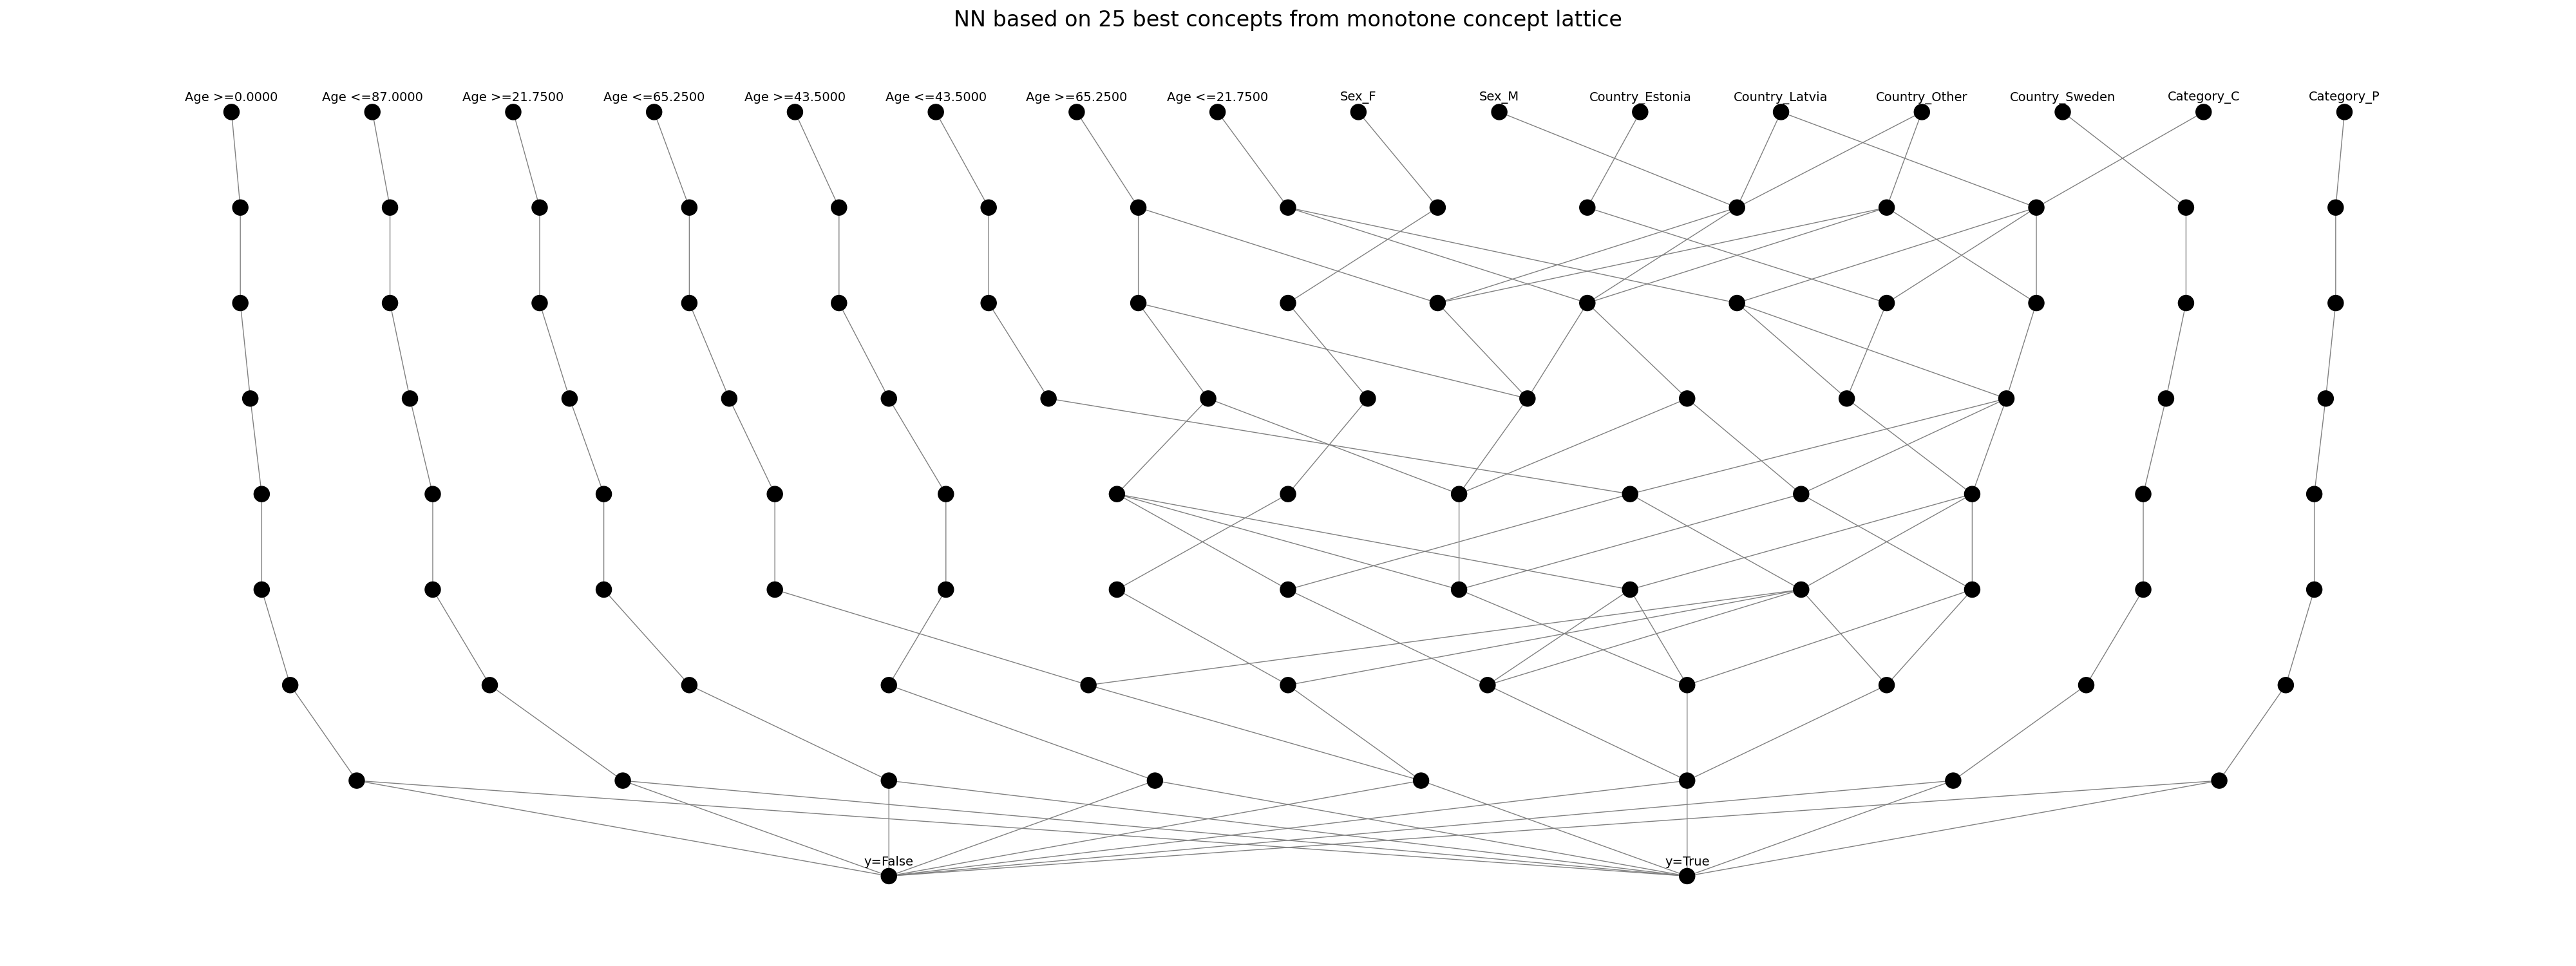 NN based on 25 best concepts from monotone concept lattice
Age >=0.0000
Age <=87.0000
Age >=21.7500
Age <=65.2500
Age >=43.5000
Age <=43.5000
Age >=65.2500
Age <=21.7500
Sex_F
Sex_M
Country_Estonia
Country_Latvia
Country_Other
Country_Sweden
Category_C
Category_P
y=False
y=True